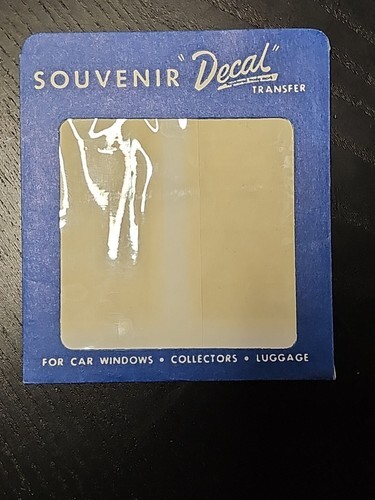 SOUVENIR "Decal"
TRANSFER
FOR CAR WINDOWS • COLLECTORS • LUGGAGE